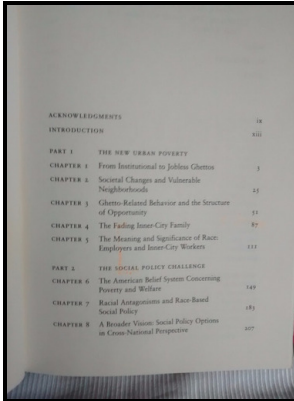 ACKNOWLEDGMENTS ix
INTRODUCTION xiii
PART 1 THE NEW URBAN POVERTY
CHAPTER 1 From Institutional to Jobless Ghettos 3
CHAPTER 2 Societal Changes and Vulnerable
Neighborhoods 25
CHAPTER 3 Ghetto-Related Behavior and the Structure
of Opportunity 51
CHAPTER 4 The Fading Inner-City Family 87
CHAPTER 5 The Meaning and Significance of Race:
Employers and Inner-City Workers 111
PART 2 THE SOCIAL POLICY CHALLENGE
CHAPTER 6 The American Belief System Concerning
Poverty and Welfare 149
CHAPTER 7 Racial Antagonisms and Race-Based
Social Policy 183
CHAPTER 8 A Broader Vision: Social Policy Options
in Cross-National Perspective 207